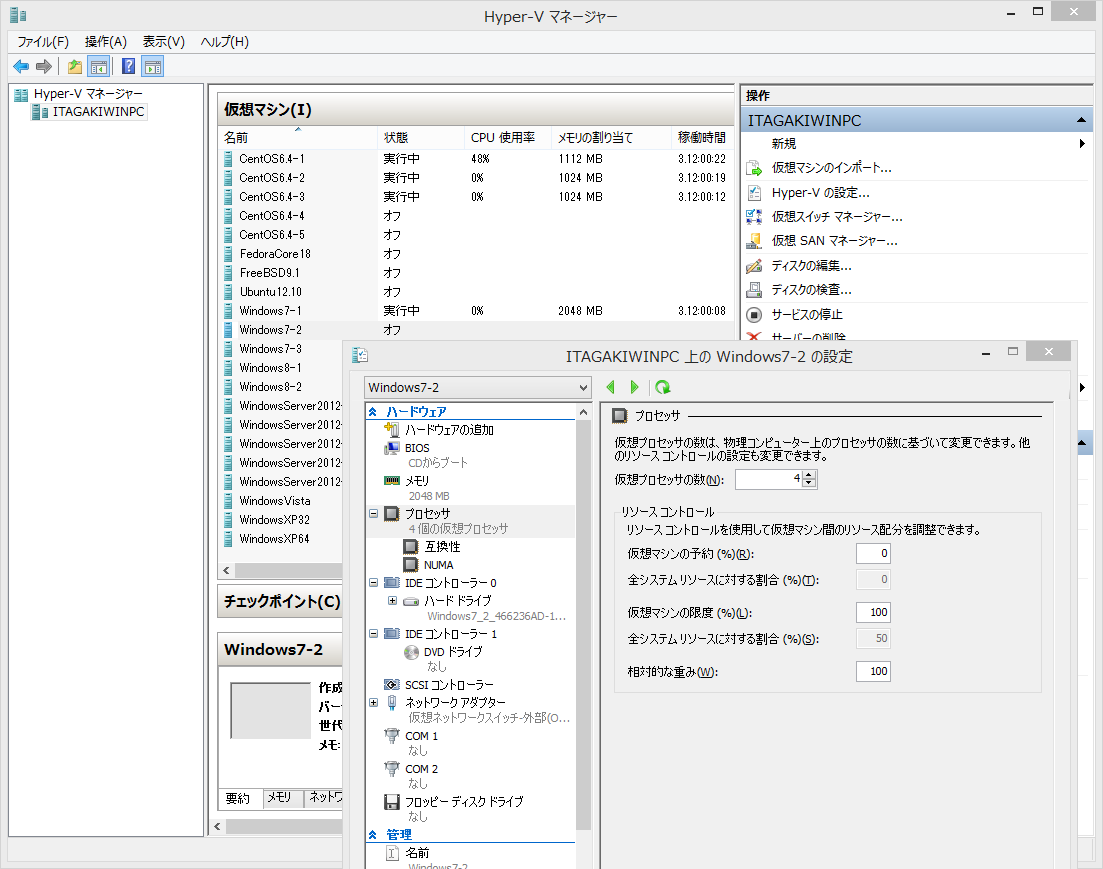 Hyper-V マネージャー
ファイル(F) 操作(A) 表示(V) ヘルプ(H)
Hyper-V マネージャー
ITAGAKIWINPC
仮想マシン(I)
名前 状態 CPU 使用率 メモリの割り当て 稼働時間
CentOS6.4-1 実行中 48% 1112 MB 3.12:00:22
CentOS6.4-2 実行中 0% 1024 MB 3.12:00:19
CentOS6.4-3 実行中 0% 1024 MB 3.12:00:12
CentOS6.4-4 オフ
CentOS6.4-5 オフ
FedoraCore18 オフ
FreeBSD9.1 オフ
Ubuntu12.10 オフ
Windows7-1 実行中 0% 2048 MB 3.12:00:08
Windows7-2 オフ
Windows7-3
Windows8-1
Windows8-2
WindowsServer2012-
WindowsServer2012-
WindowsServer2012-
WindowsServer2012-
WindowsServer2012-
WindowsVista
WindowsXP32
WindowsXP64
チェックポイント(C)
Windows7-2
作成
バー
世代
メモ:
要約 メモリ ネットワ
操作
ITAGAKIWINPC
新規
仮想マシンのインポート...
Hyper-V の設定...
仮想スイッチ マネージャー...
仮想 SAN マネージャー...
ディスクの編集...
ディスクの検査...
サービスの停止
サーバーの削除
ITAGAKIWINPC 上の Windows7-2 の設定
Windows7-2
ハードウェア
ハードウェアの追加
BIOS
CDからブート
メモリ
2048 MB
プロセッサ
4 個の仮想プロセッサ
互換性
NUMA
IDE コントローラー 0
ハード ドライブ
Windows7_2_466236AD-1...
IDE コントローラー 1
DVD ドライブ
なし
SCSI コントローラー
ネットワーク アダプター
仮想ネットワークスイッチ-外部(O...
COM 1
なし
COM 2
なし
フロッピー ディスク ドライブ
なし
管理
名前
Windows7-2
プロセッサ
仮想プロセッサの数は、物理コンピューター上のプロセッサの数に基づいて変更できます。他
のリソース コントロールの設定も変更できます。
仮想プロセッサの数(N): 4
リソース コントロール
リソース コントロールを使用して仮想マシン間のリソース配分を調整できます。
仮想マシンの予約 (%)(R): 0
全システム リソースに対する割合 (%)(T): 0
仮想マシンの限度 (%)(L): 100
全システム リソースに対する割合 (%)(S): 50
相対的な重み(W): 100